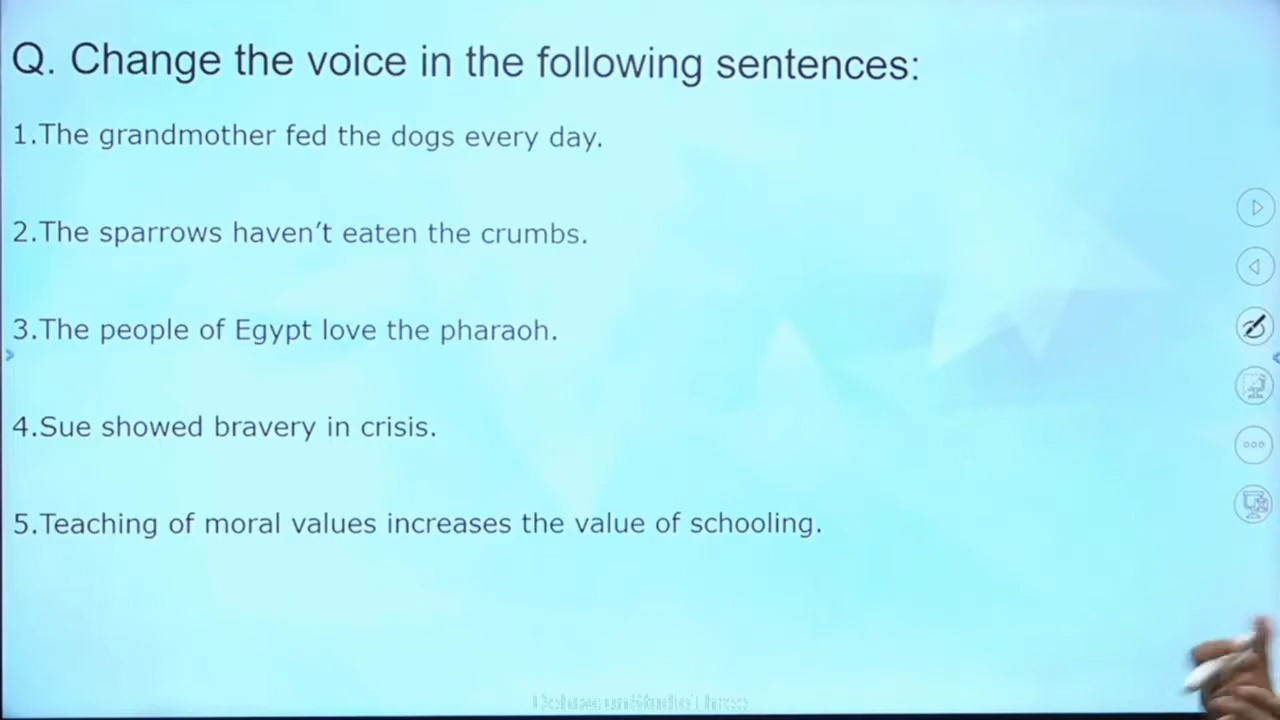 Q. Change the voice in the following sentences:
1.The grandmother fed the dogs every day.
2.The sparrows haven't eaten the crumbs.
3.The people of Egypt love the pharaoh.
4.Sue showed bravery in crisis.
5.Teaching of moral values increases the value of schooling.